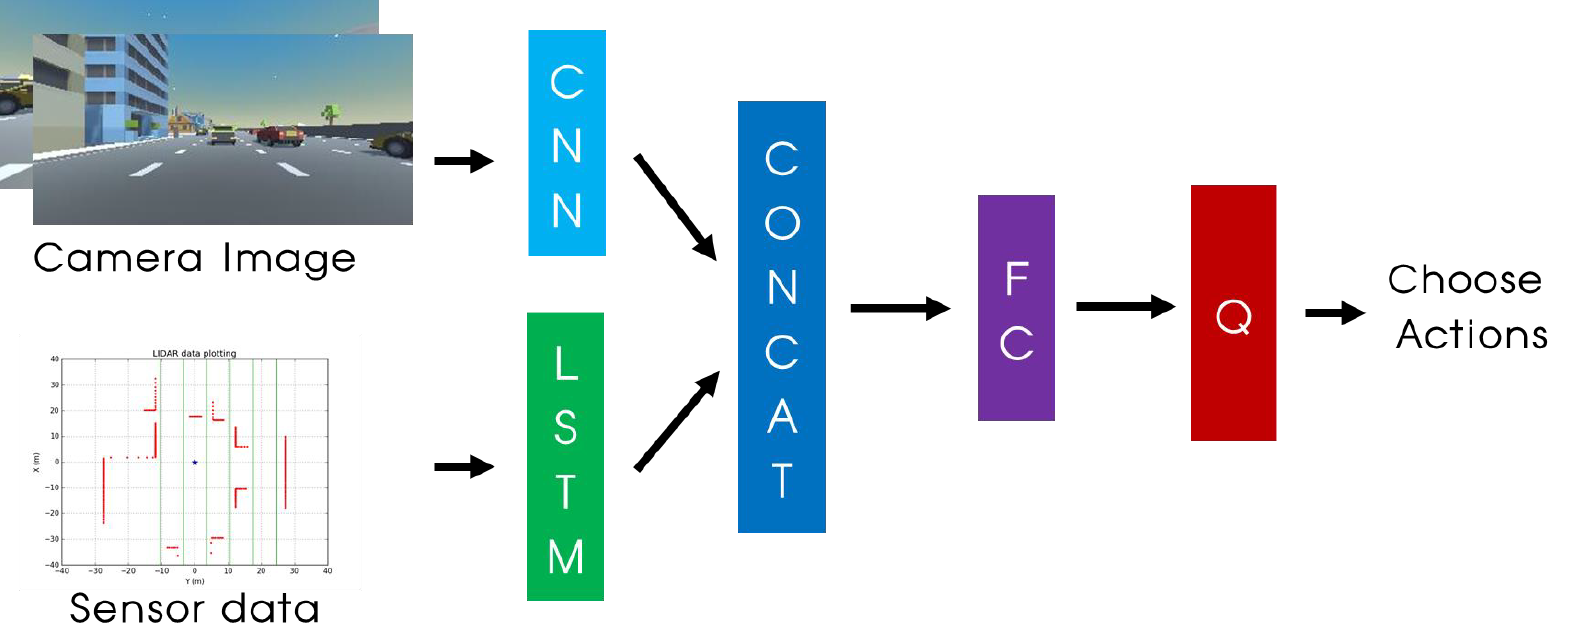 Camera Image
CNN
LIDAR data plotting
40
30
20
10
0
−10
−20
−30
−40
X (m)
−40 −30 −20 −10 0 10 20 30 40
Y (m)
Sensor data
LSTM
CONCAT
FC
Q
Choose
Actions